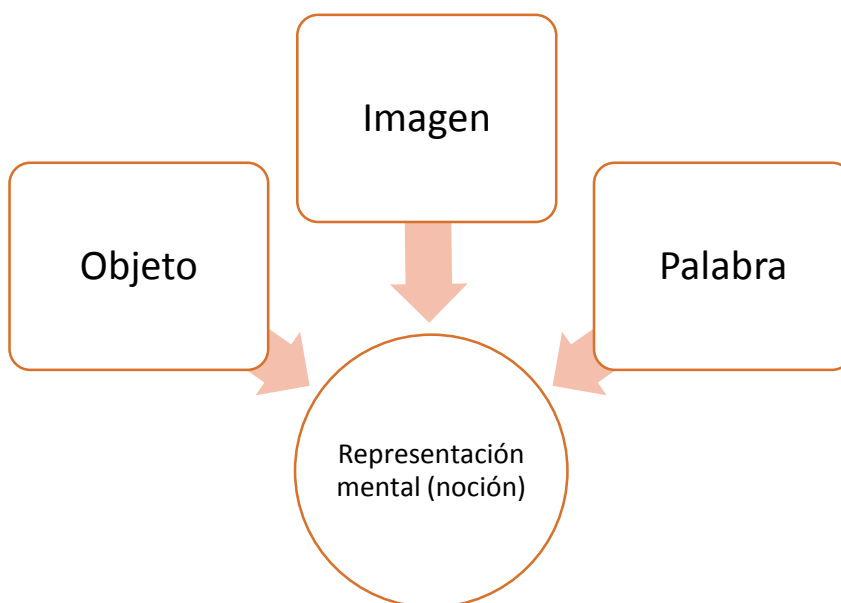 Imagen
Objeto
Palabra
Representación
mental (noción)